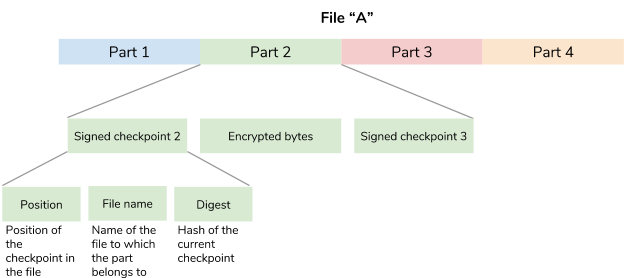 File “A”
Part 1 Part 2 Part 3 Part 4
Signed checkpoint 2 Encrypted bytes Signed checkpoint 3
Position File name Digest
Position of
the
checkpoint in
the file
Name of the
file to which
the part
belongs to
Hash of the
current
checkpoint